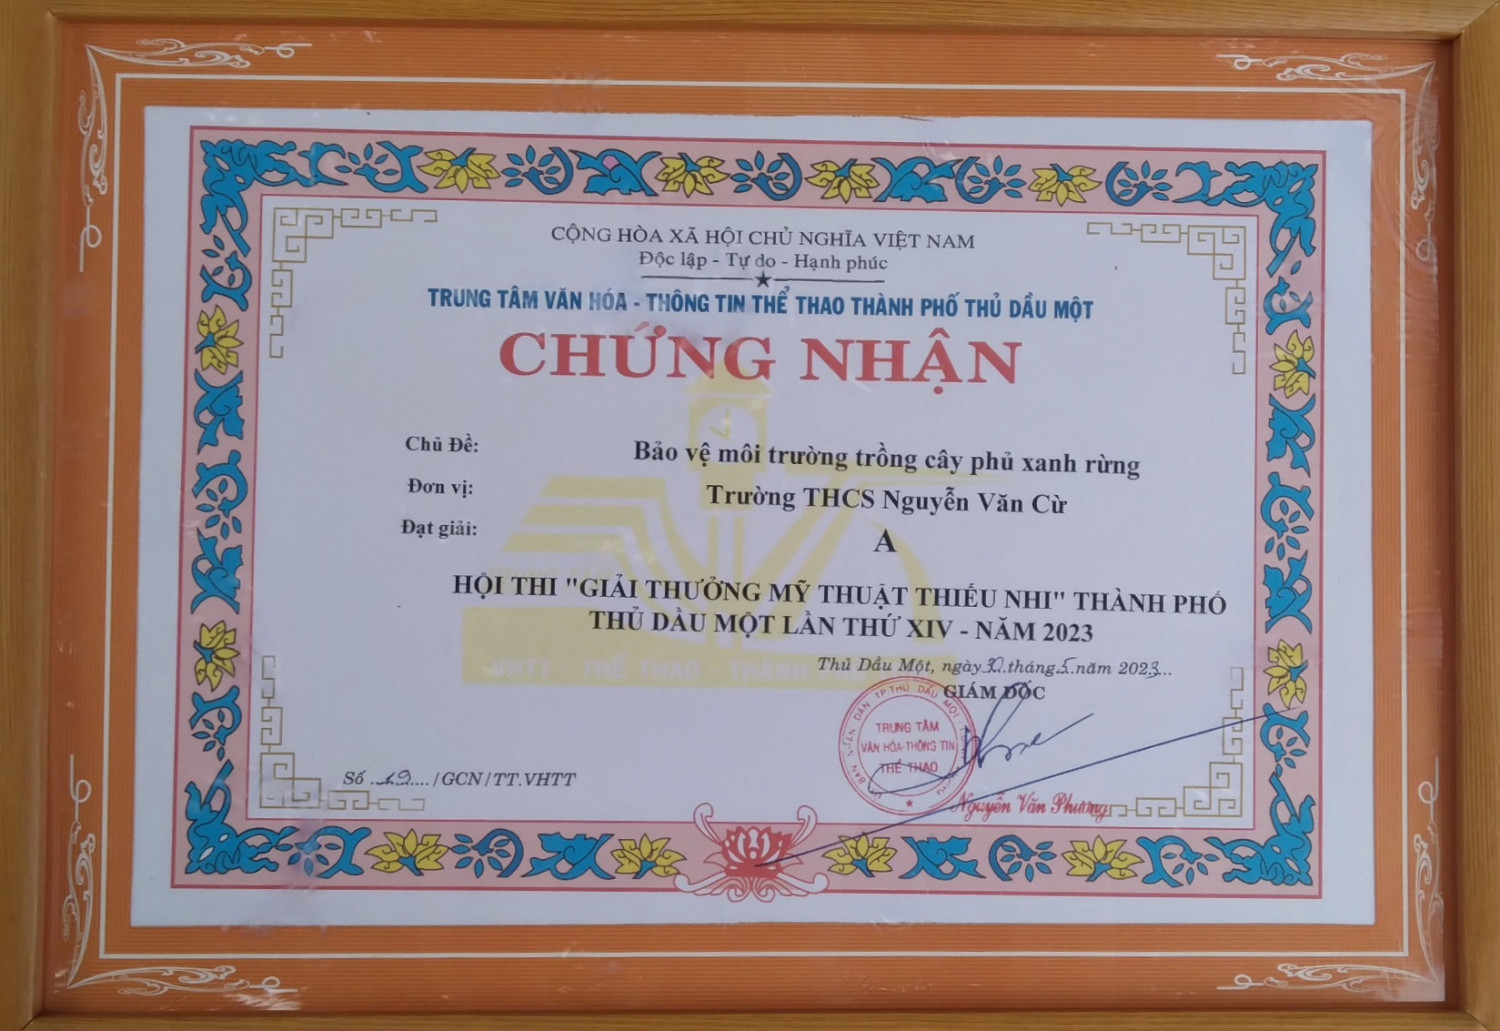 CỘNG HÒA XÃ HỘI CHỦ NGHĨA VIỆT NAM
Độc lập - Tự do - Hạnh phúc
TRUNG TÂM VĂN HÓA - THÔNG TIN THỂ THAO THÀNH PHỐ THỦ DẦU MỘT
CHỨNG NHẬN
Chủ Đề: Bảo vệ môi trường trồng cây phủ xanh rừng
Đơn vị: Trường THCS Nguyễn Văn Cừ
Đạt giải: A
HỘI THI "GIẢI THƯỞNG MỸ THUẬT THIẾU NHI" THÀNH PHỐ
THỦ DẦU MỘT LẦN THỨ XIV - NĂM 2023
Thủ Dầu Một, ngày 30 tháng 5 năm 2023...
GIÁM ĐỐC
TRUNG TÂM
VĂN HÓA-THÔNG TIN
THỂ THAO
Nguyễn Văn Phương
Số ...19..../GCN/TT.VHTT